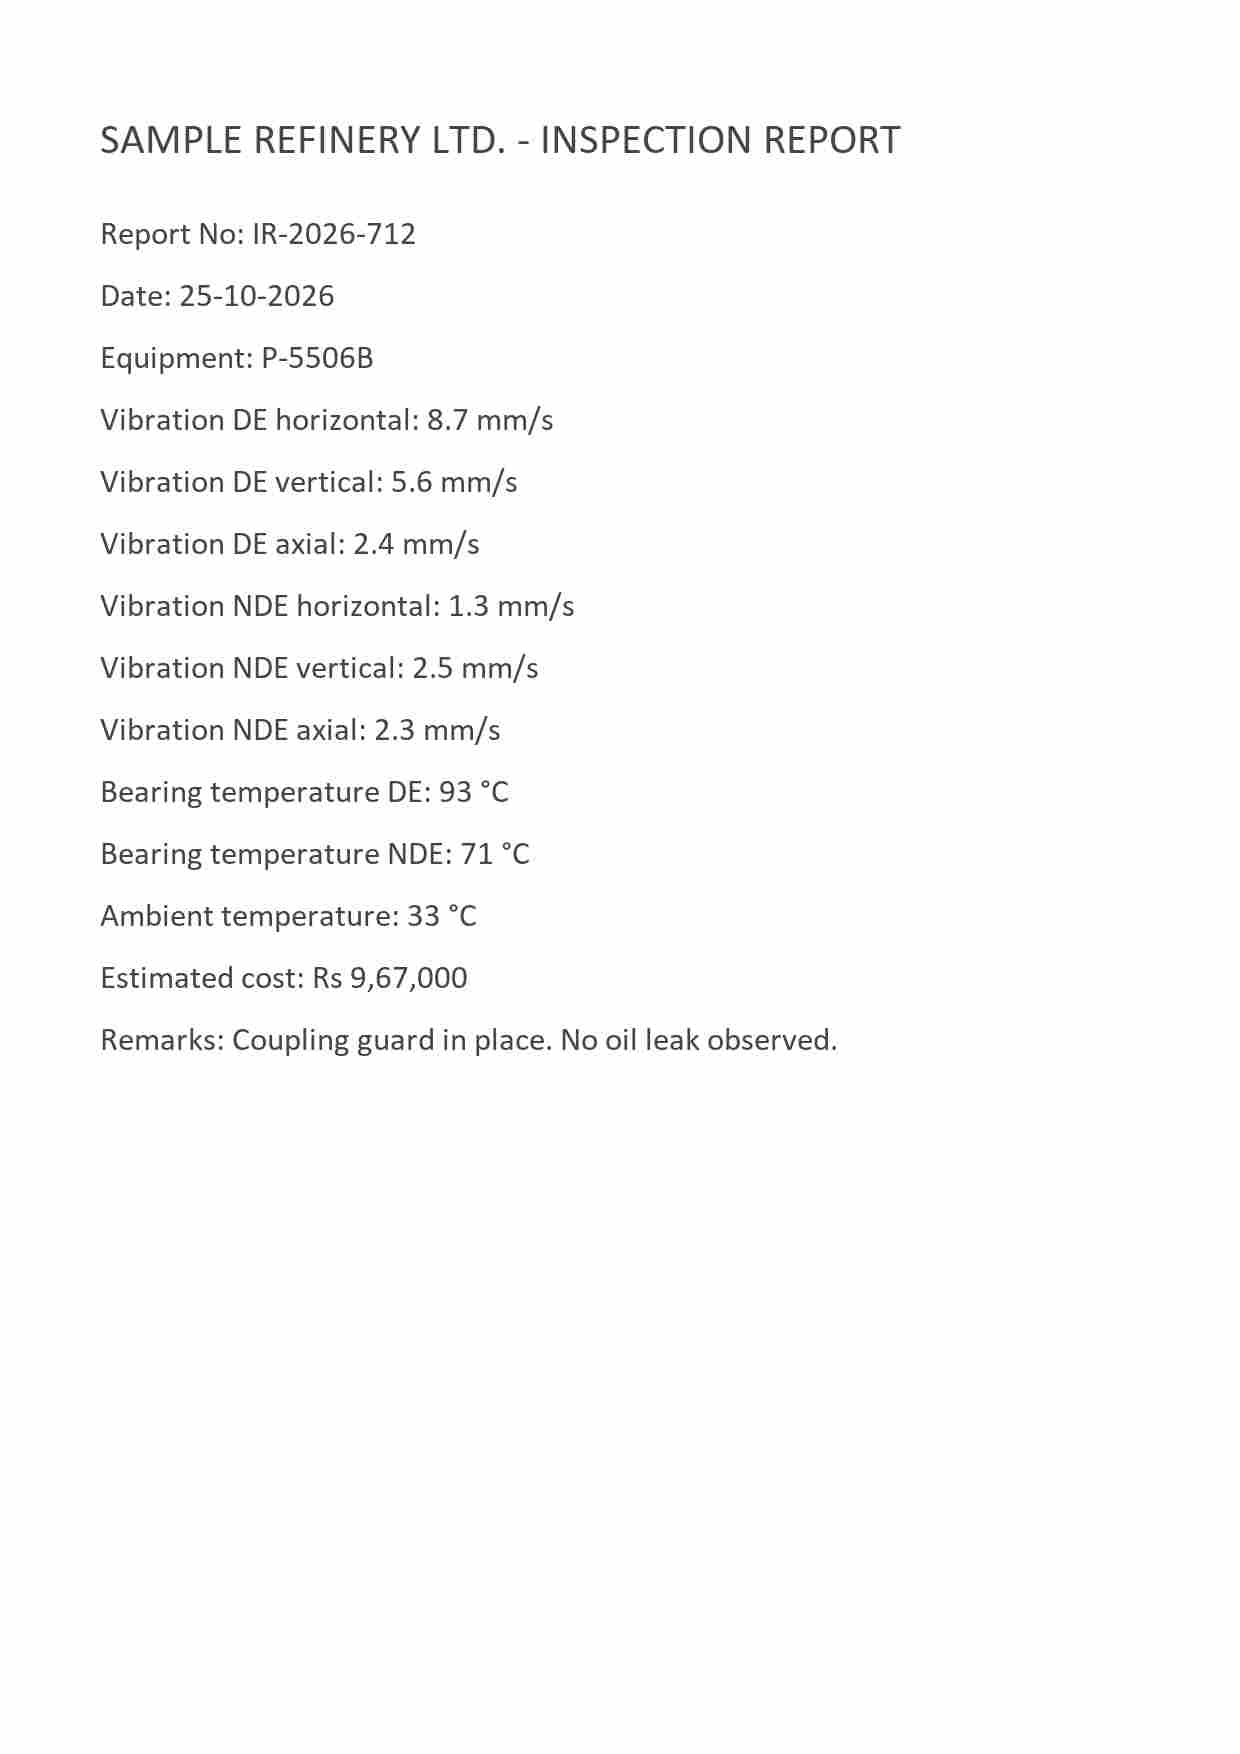 SAMPLE REFINERY LTD. - INSPECTION REPORT
Report No: IR-2026-712
Date: 25-10-2026
Equipment: P-5506B
Vibration DE horizontal: 8.7 mm/s
Vibration DE vertical: 5.6 mm/s
Vibration DE axial: 2.4 mm/s
Vibration NDE horizontal: 1.3 mm/s
Vibration NDE vertical: 2.5 mm/s
Vibration NDE axial: 2.3 mm/s
Bearing temperature DE: 93 °C
Bearing temperature NDE: 71 °C
Ambient temperature: 33 °C
Estimated cost: Rs 9,67,000
Remarks: Coupling guard in place. No oil leak observed.